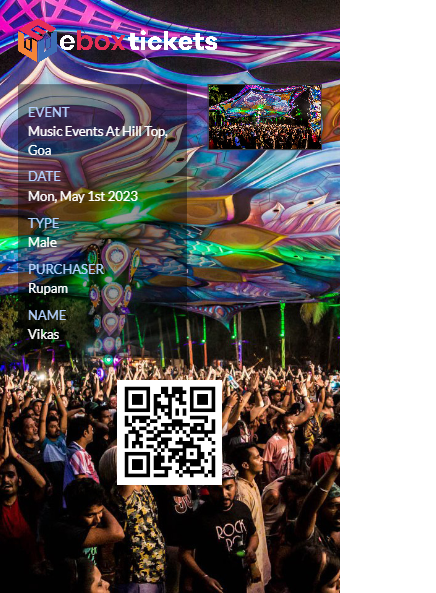 eboxtickets
EVENT
Music Events At Hill Top,
Goa
DATE
Mon, May 1st 2023
TYPE
Male
PURCHASER
Rupam
NAME
Vikas
ROCK